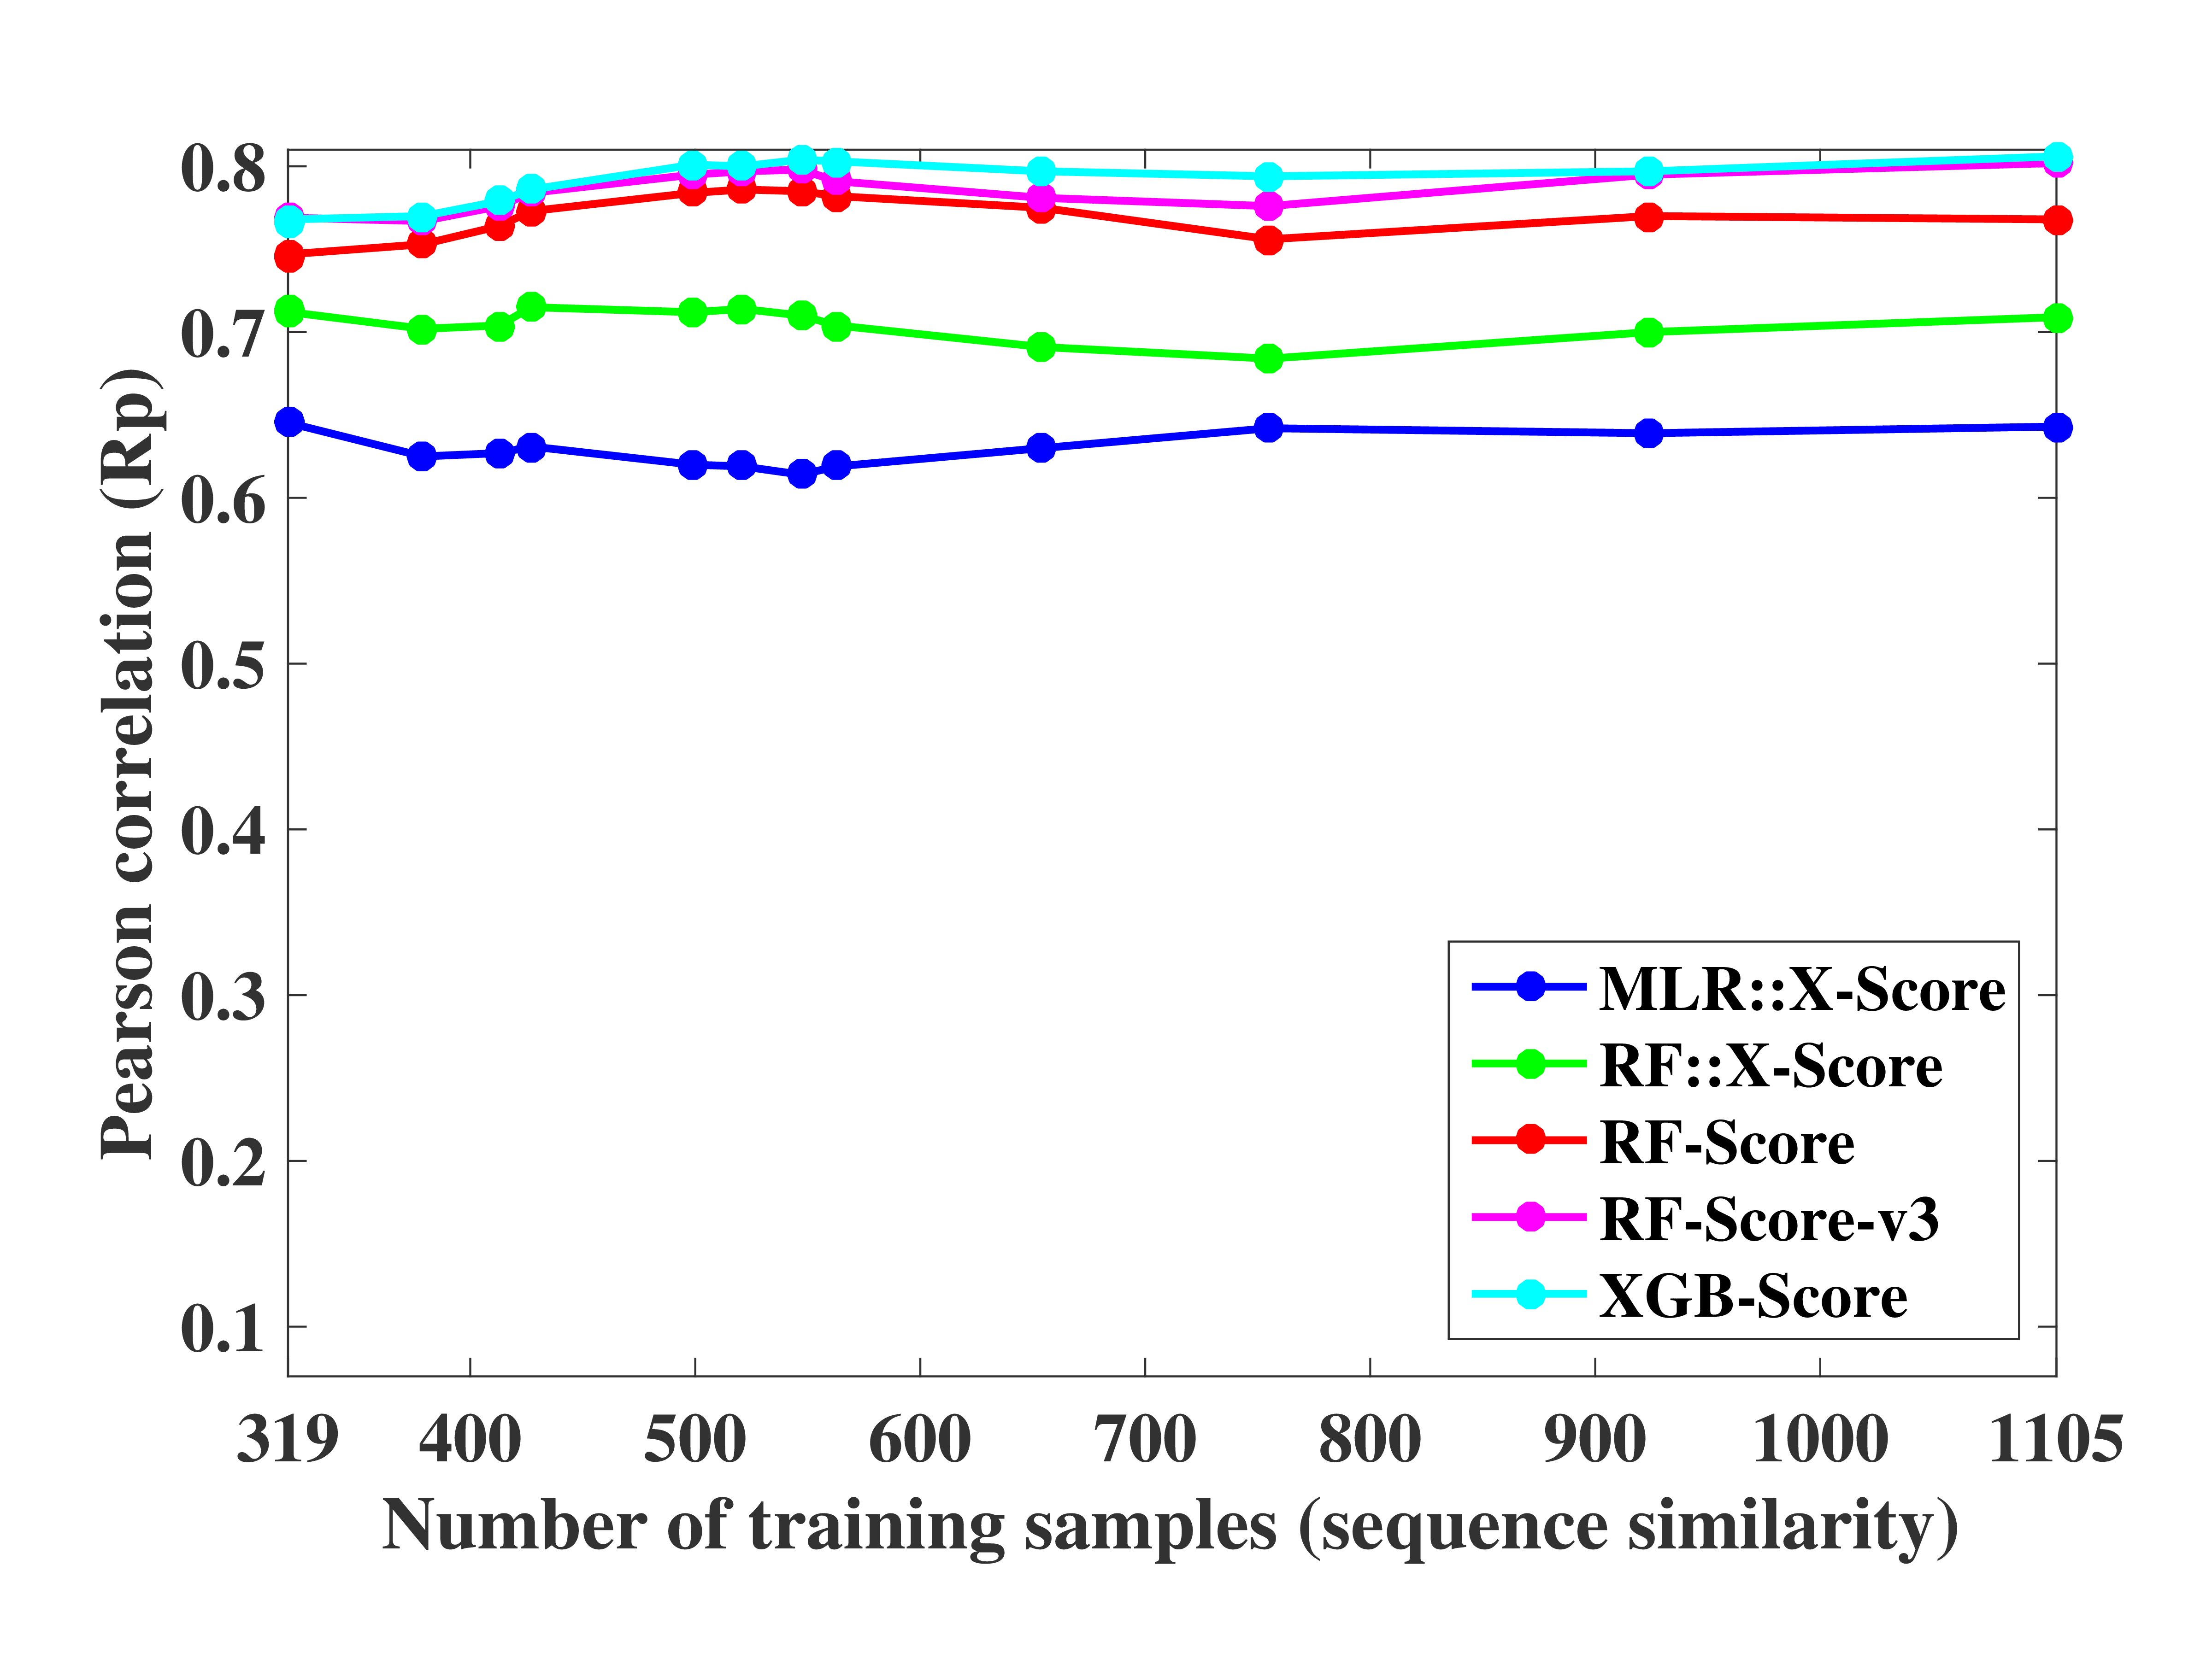 Pearson correlation (Rp)
0.8
0.7
0.6
0.5
0.4
0.3
0.2
0.1
319 400 500 600 700 800 900 1000 1105
Number of training samples (sequence similarity)
MLR::X-Score
RF::X-Score
RF-Score
RF-Score-v3
XGB-Score